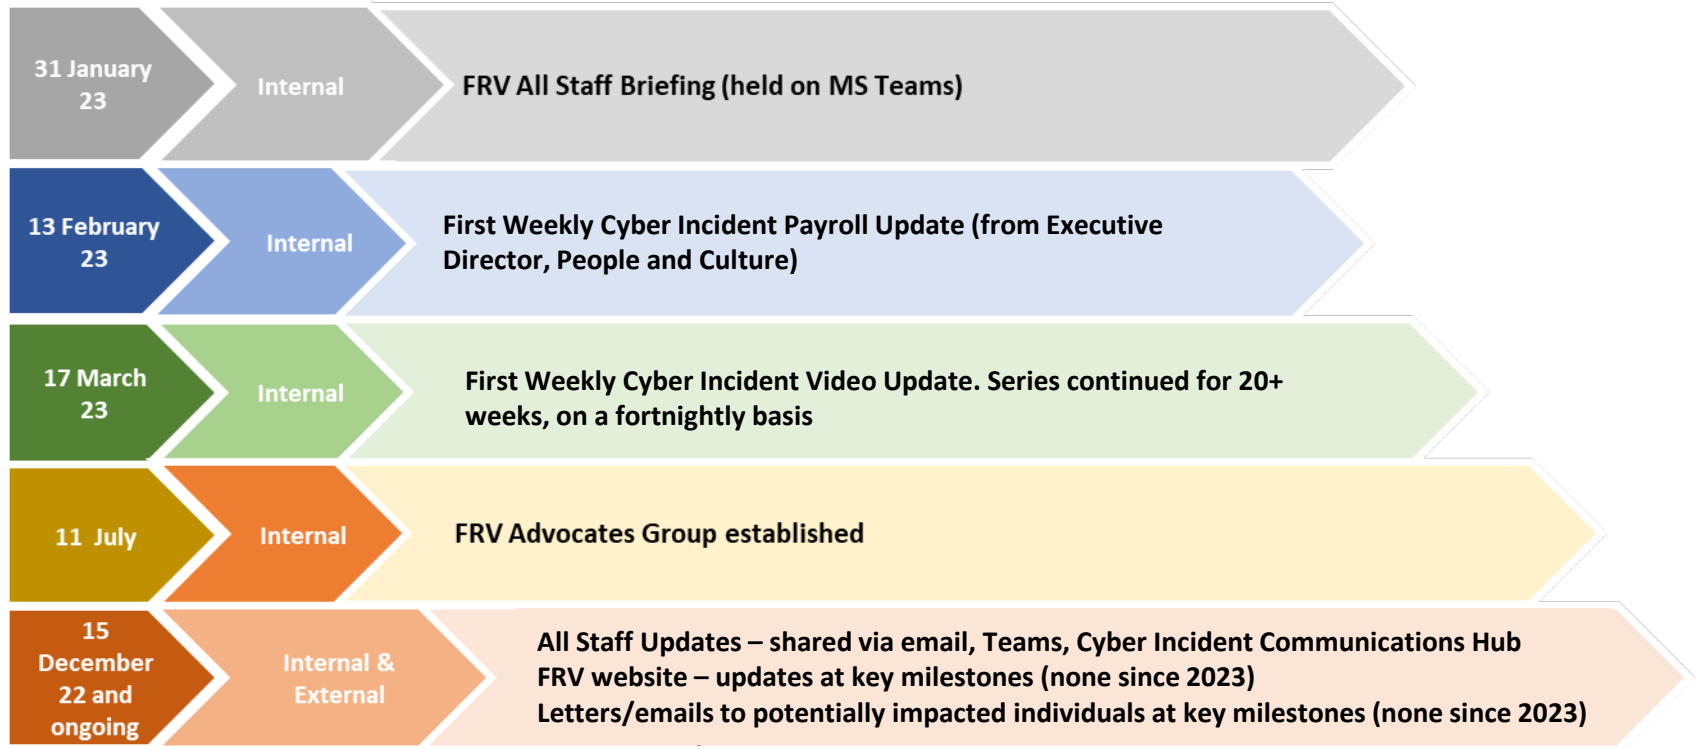 31 January
23
Internal
FRV All Staff Briefing (held on MS Teams)
13 February
23
Internal
First Weekly Cyber Incident Payroll Update (from Executive
Director, People and Culture)
17 March
23
Internal
First Weekly Cyber Incident Video Update. Series continued for 20+
weeks, on a fortnightly basis
11 July
Internal
FRV Advocates Group established
15
December
22 and
ongoing
Internal &
External
All Staff Updates – shared via email, Teams, Cyber Incident Communications Hub
FRV website – updates at key milestones (none since 2023)
Letters/emails to potentially impacted individuals at key milestones (none since 2023)